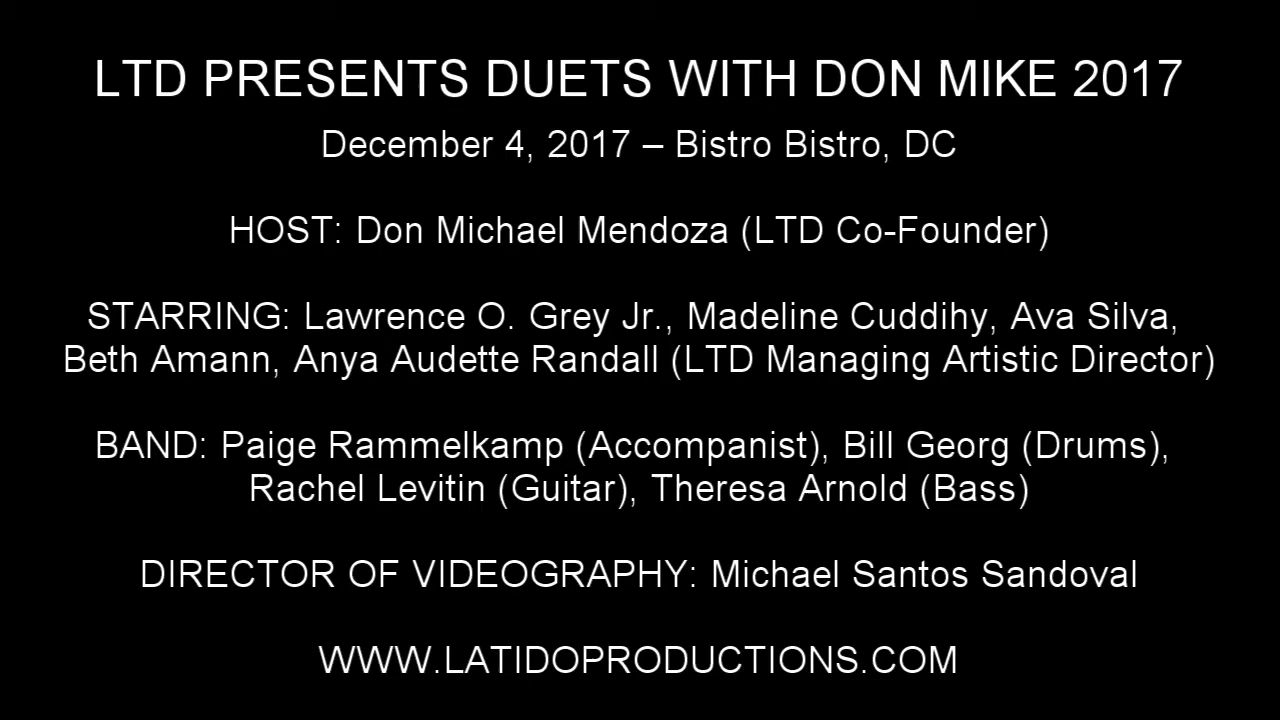 LTD PRESENTS DUETS WITH DON MIKE 2017
December 4, 2017 – Bistro Bistro, DC
HOST: Don Michael Mendoza (LTD Co-Founder)
STARRING: Lawrence O. Grey Jr., Madeline Cuddihy, Ava Silva,
Beth Amann, Anya Audette Randall (LTD Managing Artistic Director)
BAND: Paige Rammelkamp (Accompanist), Bill Georg (Drums),
Rachel Levitin (Guitar), Theresa Arnold (Bass)
DIRECTOR OF VIDEOGRAPHY: Michael Santos Sandoval
WWW.LATIDOPRODUCTIONS.COM